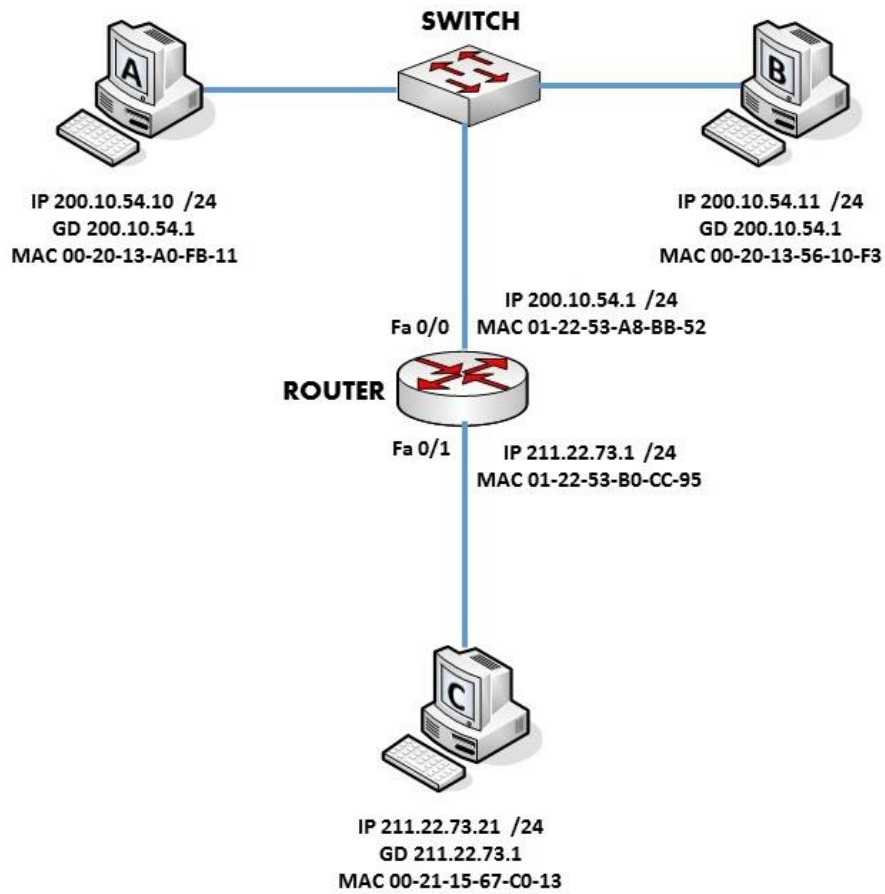 SWITCH
A
B
IP 200.10.54.10 /24
GD 200.10.54.1
MAC 00-20-13-A0-FB-11
IP 200.10.54.11 /24
GD 200.10.54.1
MAC 00-20-13-56-10-F3
IP 200.10.54.1 /24
Fa 0/0
MAC 01-22-53-A8-BB-52
ROUTER
Fa 0/1
IP 211.22.73.1 /24
MAC 01-22-53-B0-CC-95
C
IP 211.22.73.21 /24
GD 211.22.73.1
MAC 00-21-15-67-C0-13